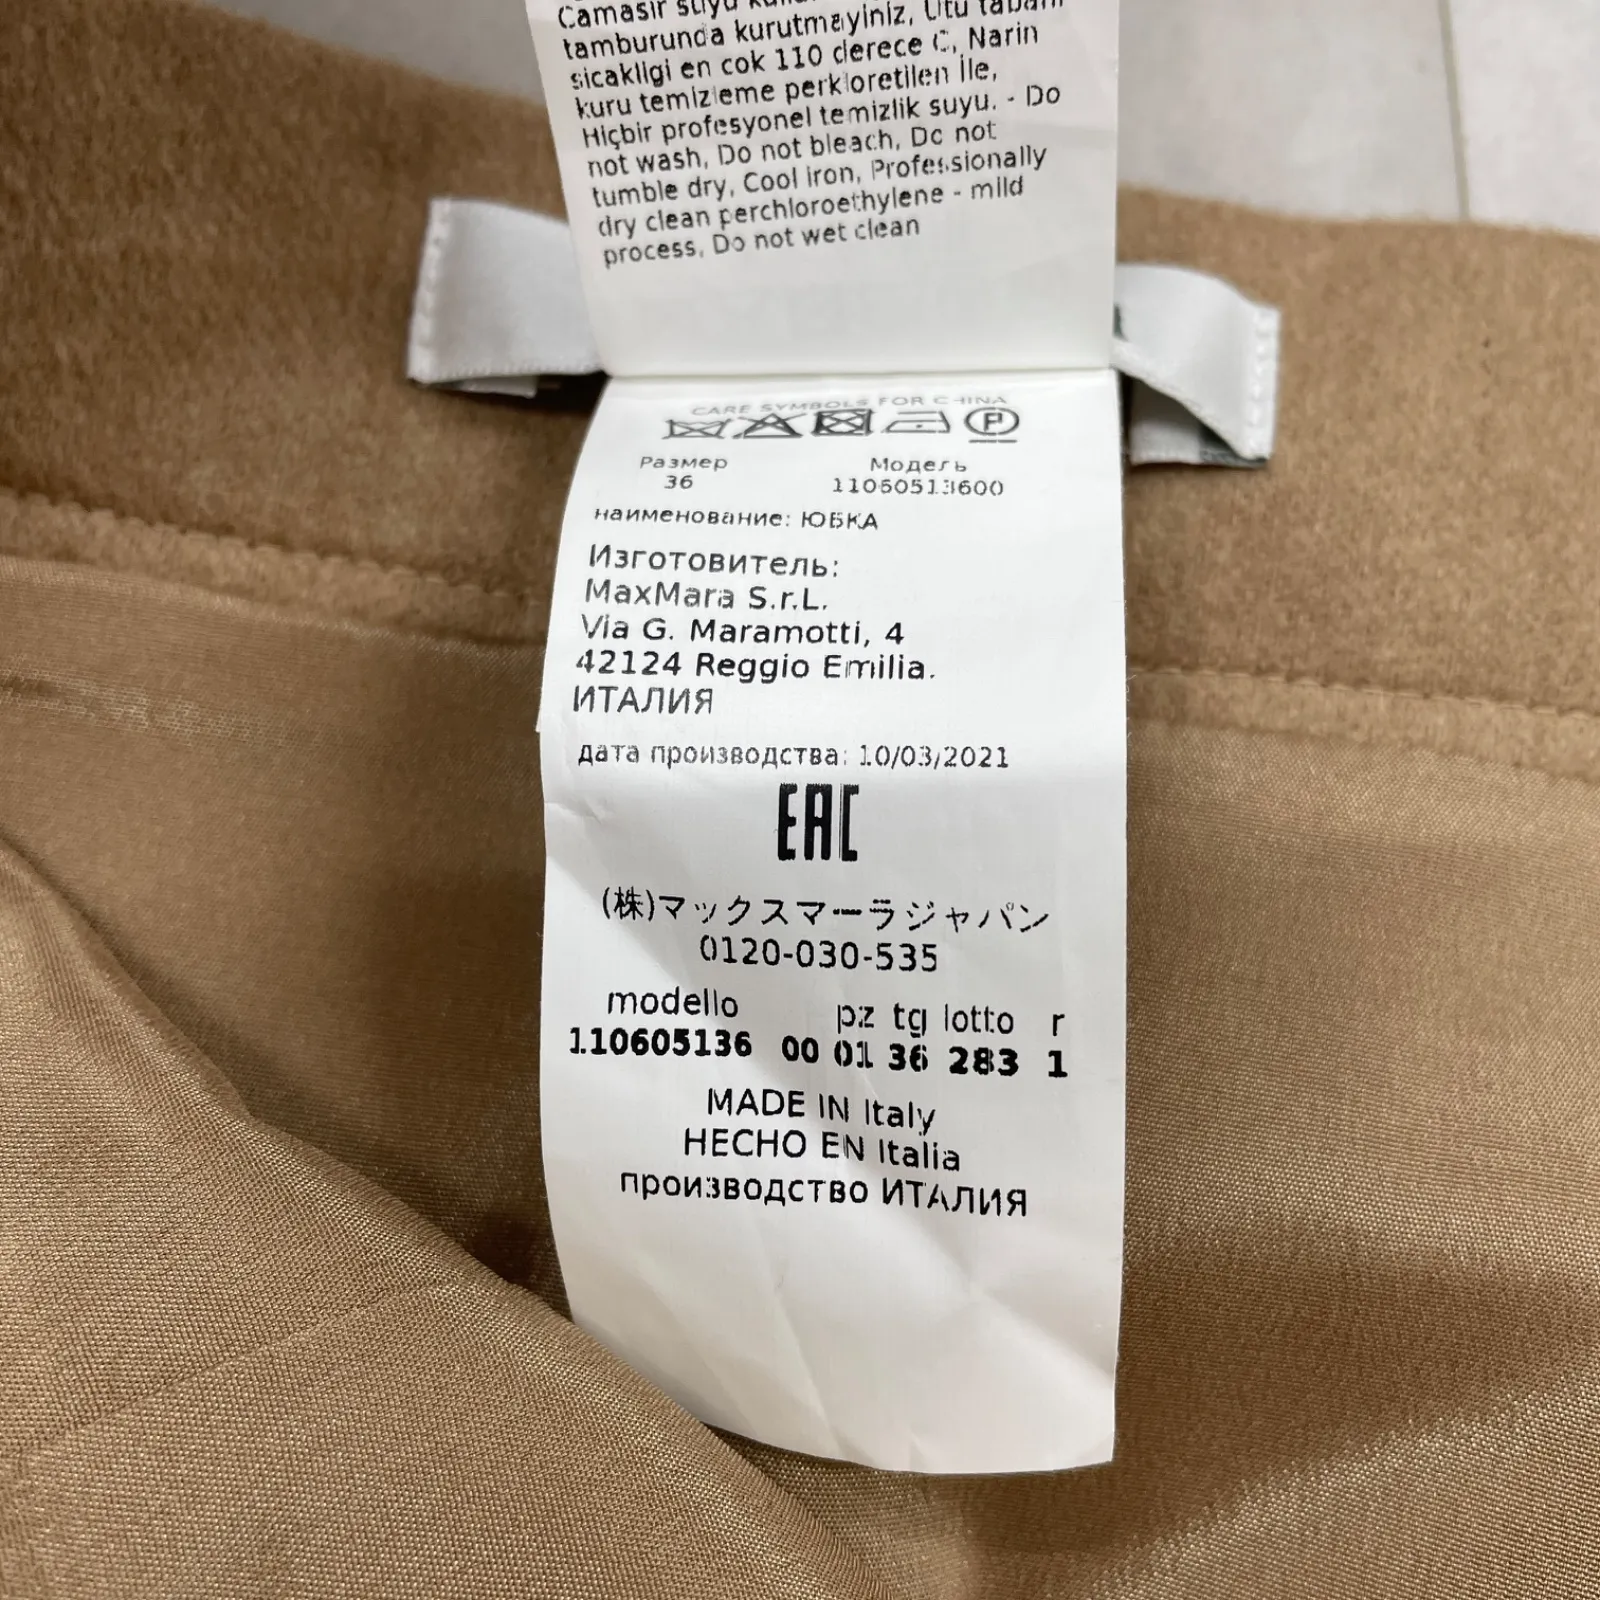 Camasir suyu
tamburunda kurutmayiniz, Utu tabani
sicakligi en cok 110 derece C, Narin
kuru temizleme perkloretilen İle,
Hiçbir profesyonel temizlik suyu. - Do
not wash, Do not bleach, Do not
tumble dry, Cool iron, Professionally
dry clean perchloroethylene - mild
process, Do not wet clean
CARE SYMBOLS FOR CHINA
P
Размер Модель
36 11060513600
наименование: ЮБКА
Изготовитель:
MaxMara S.r.L.
Via G. Maramotti, 4
42124 Reggio Emilia.
ИТАЛИЯ
дата производства: 10/03/2021
EAC
(株)マックスマーラジャパン
0120-030-535
modello pz tg lotto r
110605136 00 01 36 283 1
MADE IN Italy
HECHO EN Italia
производство ИТАЛИЯ